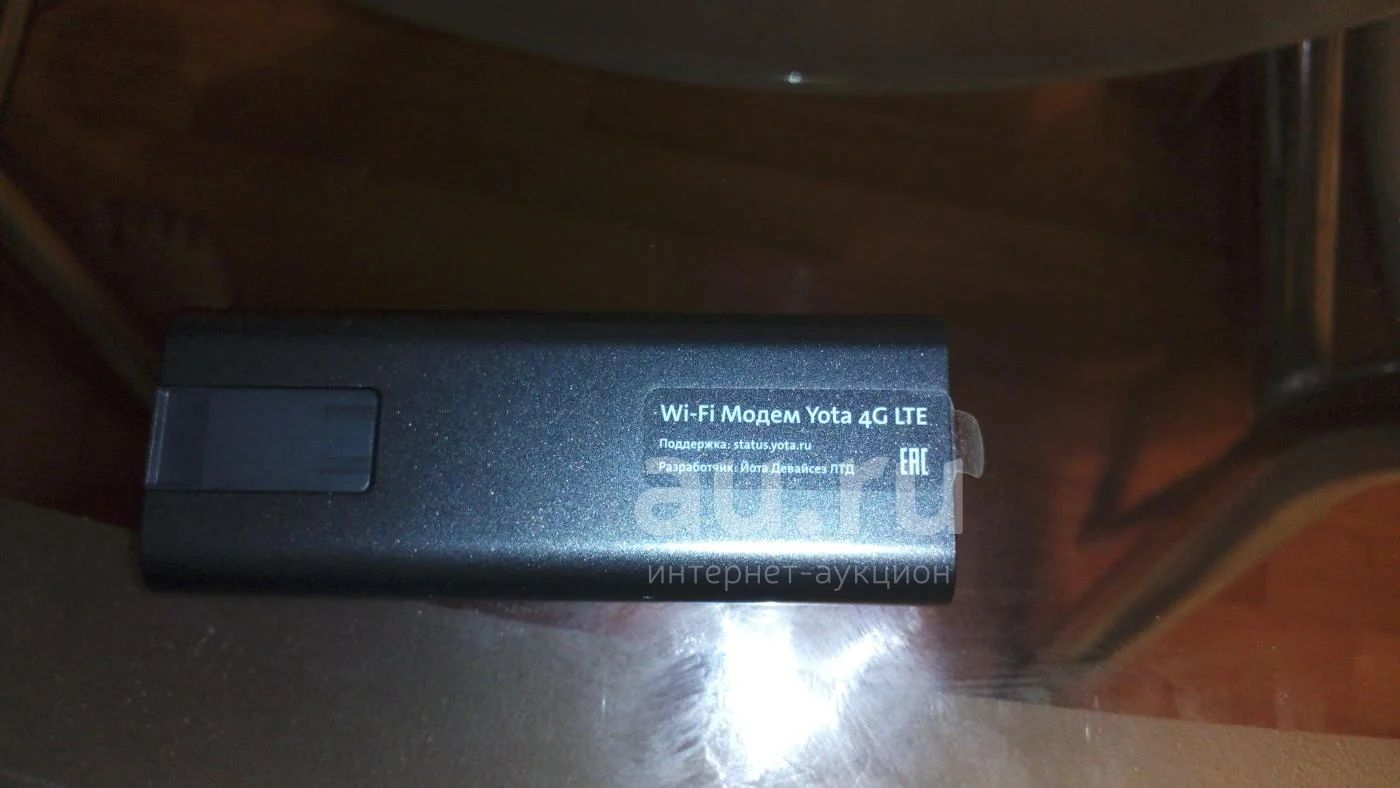 Wi-Fi Модем Yota 4G LTE
Поддержка: status.yota.ru
Разработчик: Йота Девайсез ЛТД
EAC
au.ru
интернет-аукцион